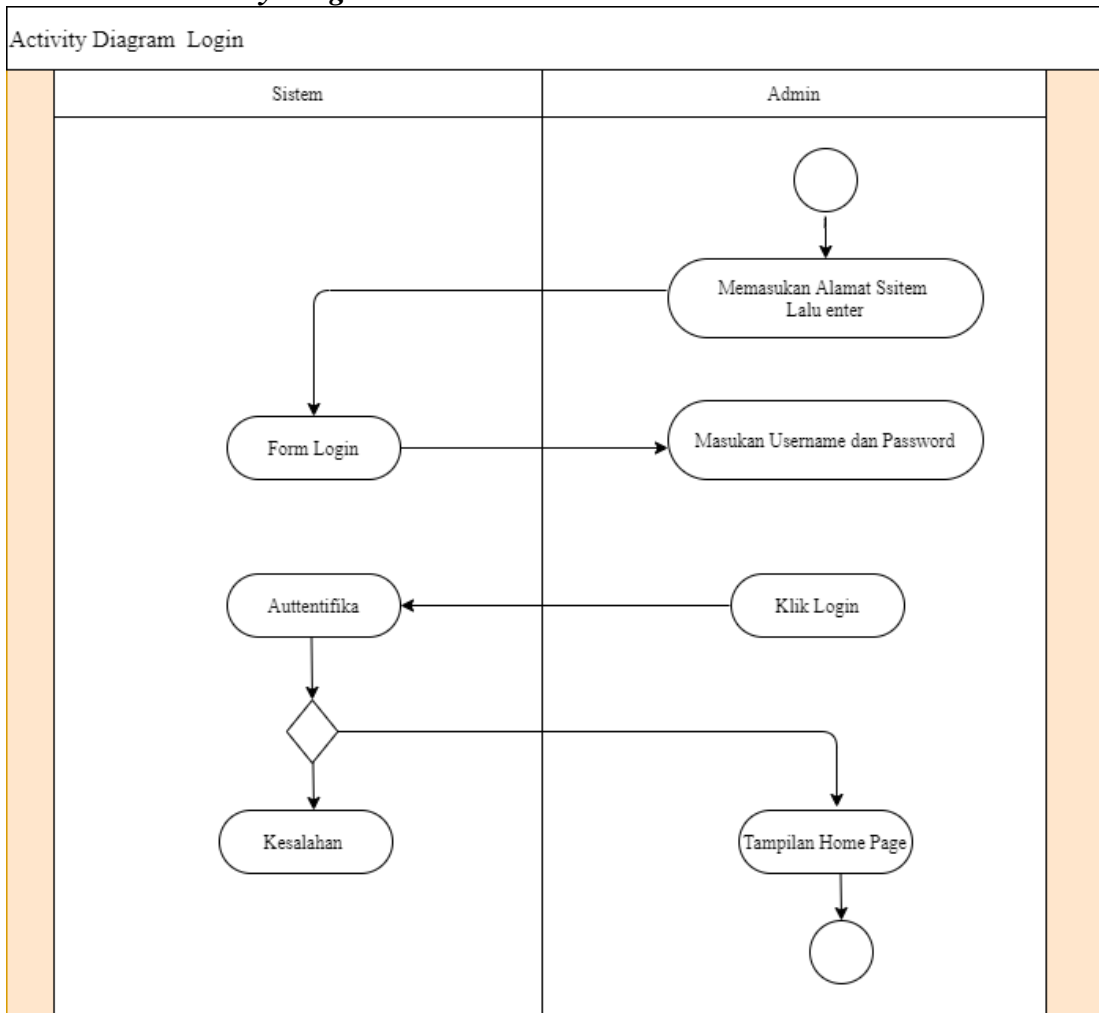 Activity Diagram Login
Sistem
Admin
Memasukan Alamat Ssitem
Lalu enter
Form Login
Masukan Username dan Password
Auttentifika
Klik Login
Kesalahan
Tampilan Home Page